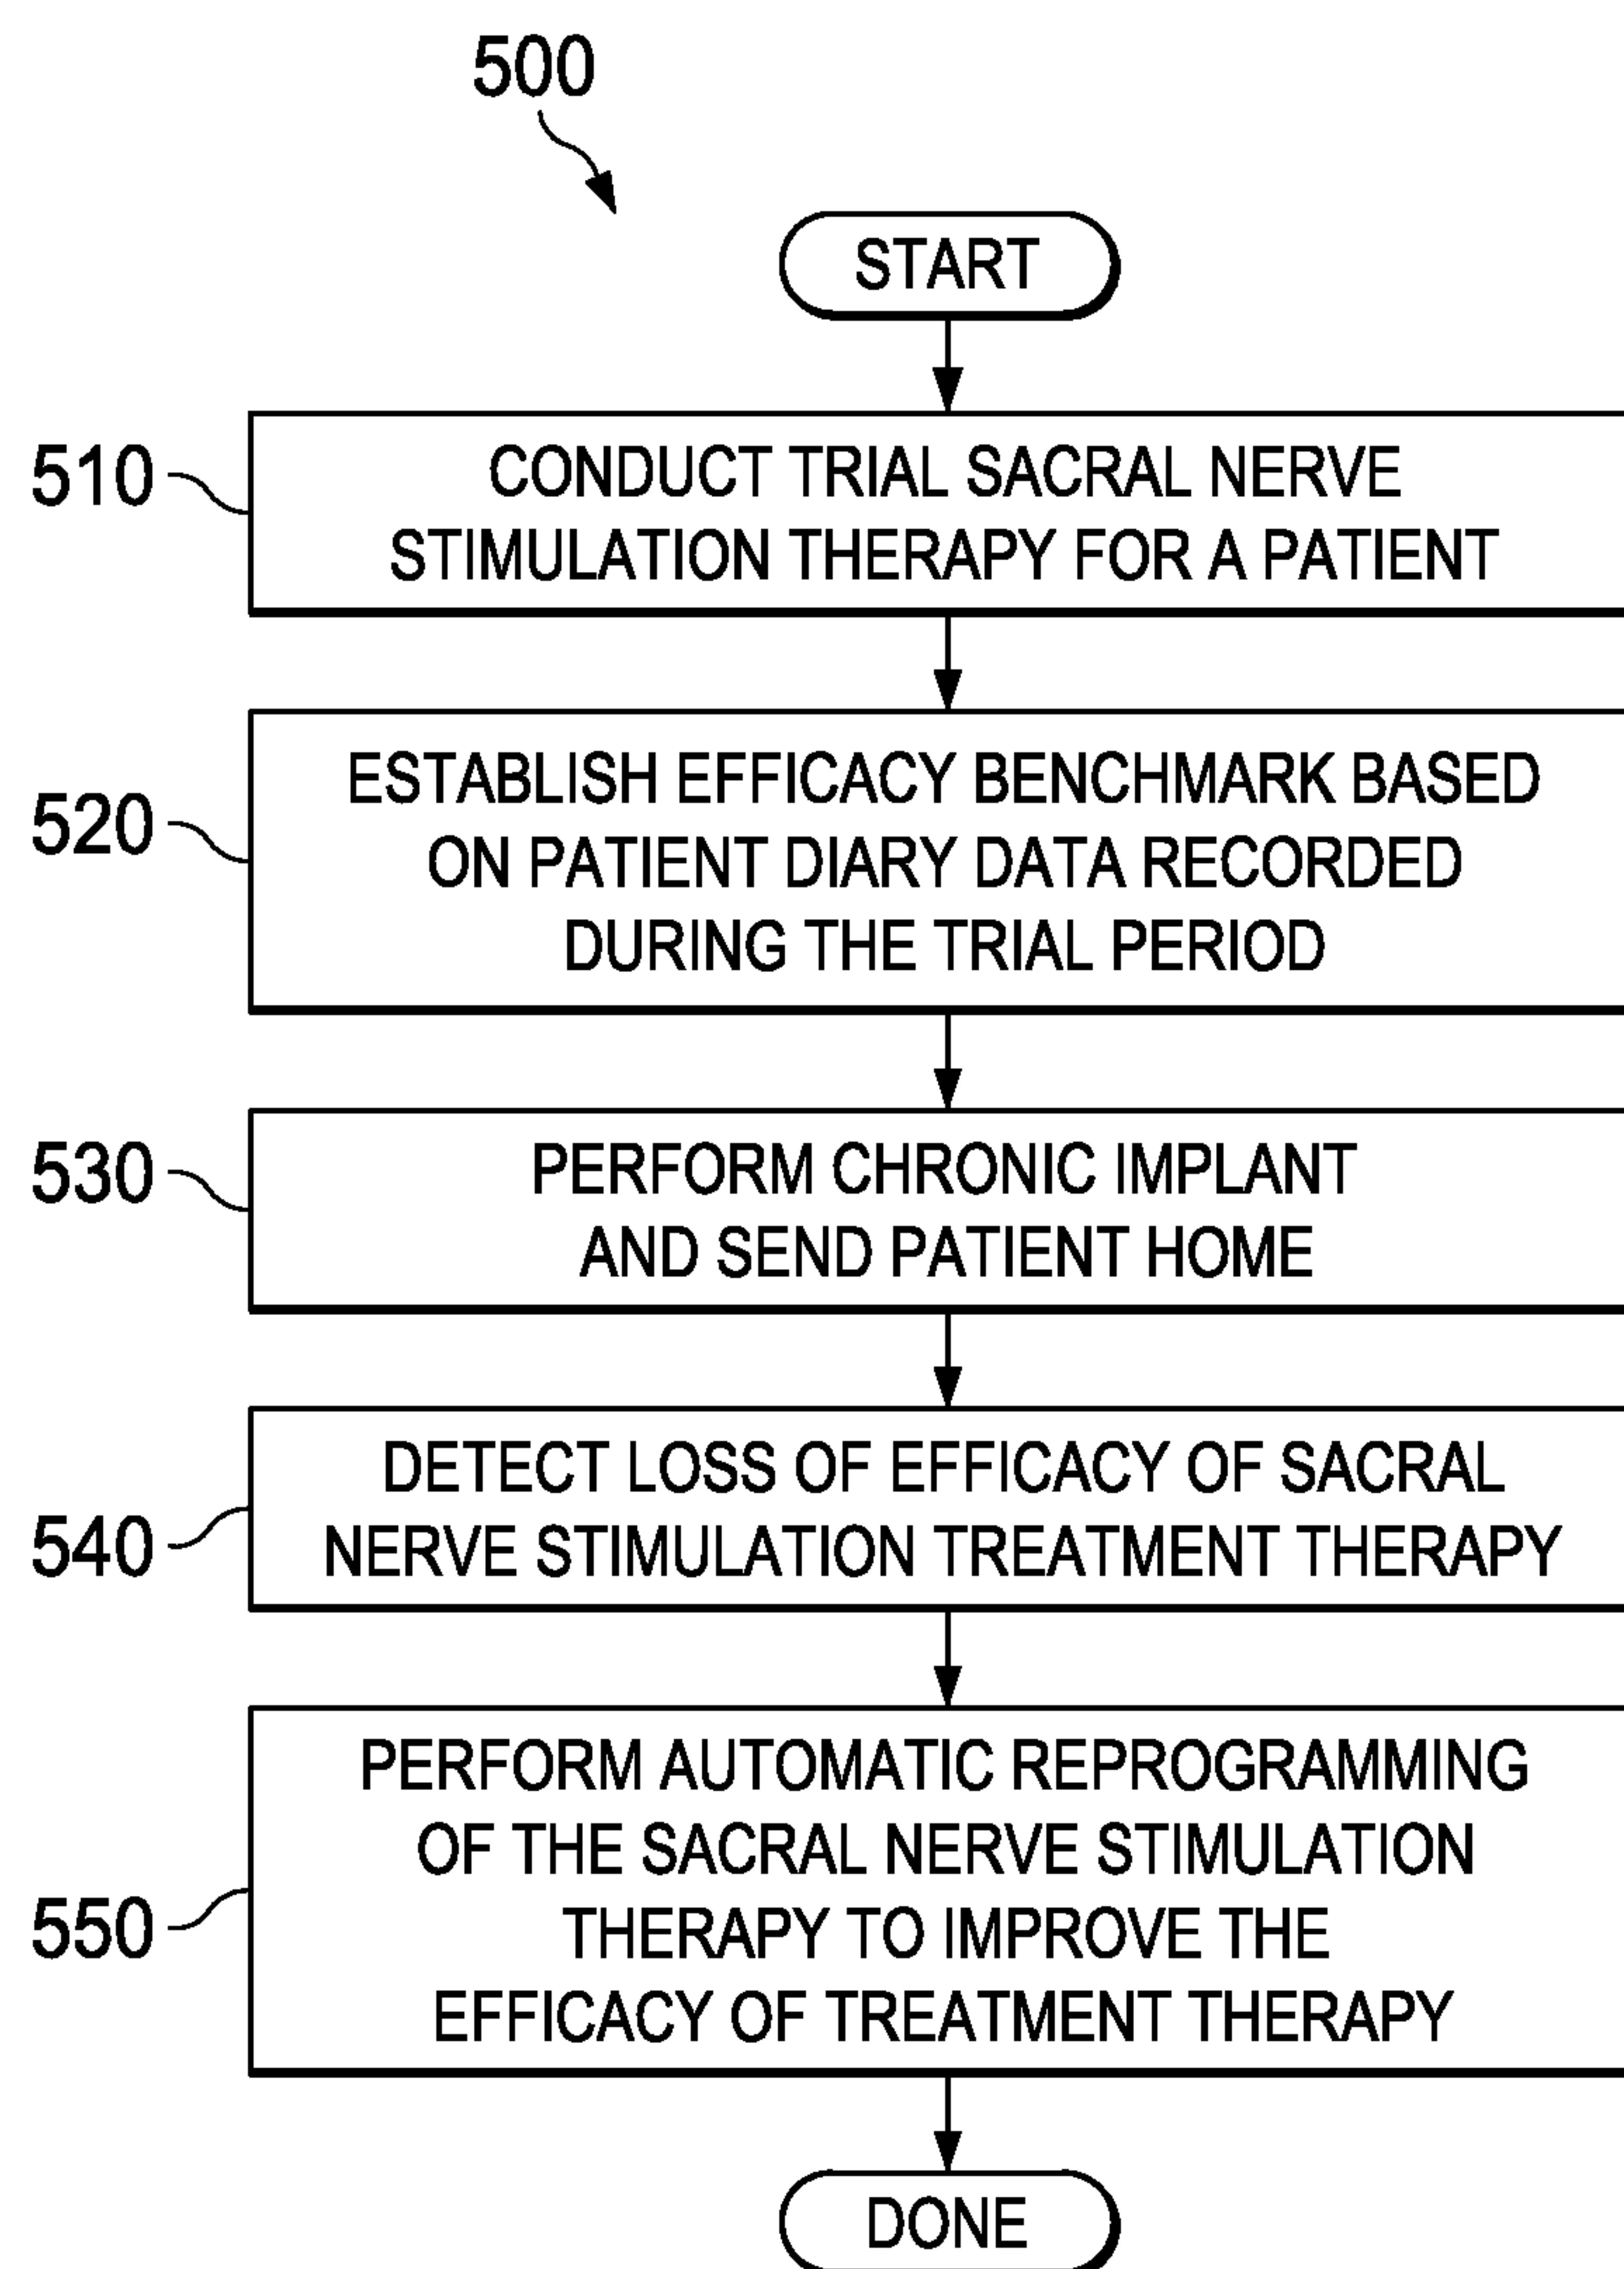 500
START
510
CONDUCT TRIAL SACRAL NERVE
STIMULATION THERAPY FOR A PATIENT
520
ESTABLISH EFFICACY BENCHMARK BASED
ON PATIENT DIARY DATA RECORDED
DURING THE TRIAL PERIOD
530
PERFORM CHRONIC IMPLANT
AND SEND PATIENT HOME
540
DETECT LOSS OF EFFICACY OF SACRAL
NERVE STIMULATION TREATMENT THERAPY
550
PERFORM AUTOMATIC REPROGRAMMING
OF THE SACRAL NERVE STIMULATION
THERAPY TO IMPROVE THE
EFFICACY OF TREATMENT THERAPY
DONE